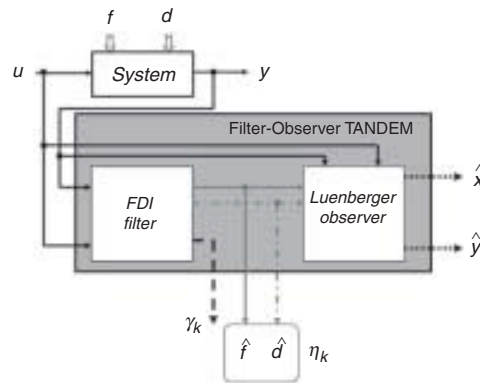 f d
u System y
Filter-Observer TANDEM
FDI
filter
Luenberger
observer
x̂
ŷ
γk
f̂ d̂ ηk